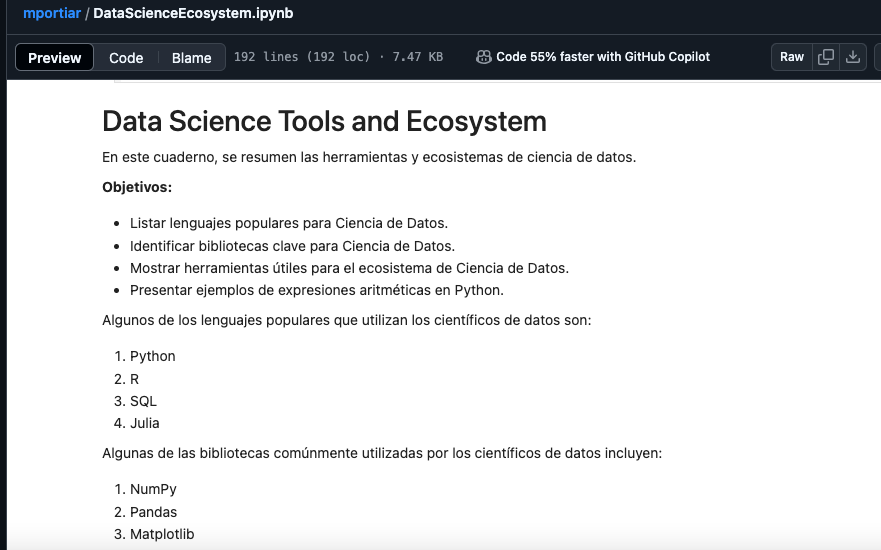 mportiar / DataScienceEcosystem.ipynb
Preview Code Blame 192 lines (192 loc) · 7.47 KB Code 55% faster with GitHub Copilot Raw
Data Science Tools and Ecosystem
En este cuaderno, se resumen las herramientas y ecosistemas de ciencia de datos.
Objetivos:
• Listar lenguajes populares para Ciencia de Datos.
• Identificar bibliotecas clave para Ciencia de Datos.
• Mostrar herramientas útiles para el ecosistema de Ciencia de Datos.
• Presentar ejemplos de expresiones aritméticas en Python.
Algunos de los lenguajes populares que utilizan los científicos de datos son:
1. Python
2. R
3. SQL
4. Julia
Algunas de las bibliotecas comúnmente utilizadas por los científicos de datos incluyen:
1. NumPy
2. Pandas
3. Matplotlib